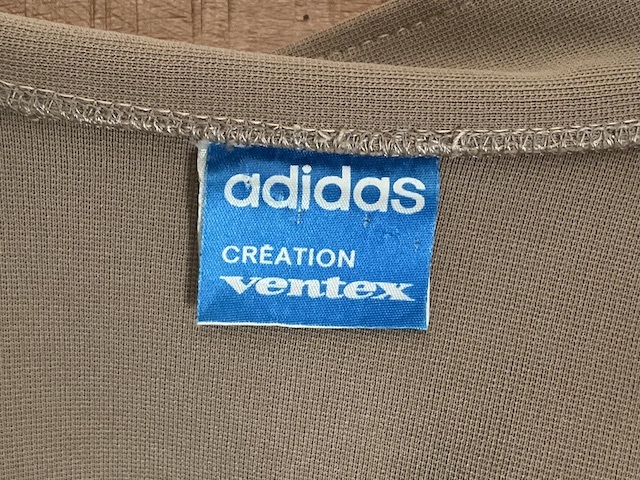 adidas
CRÉATION
ventex